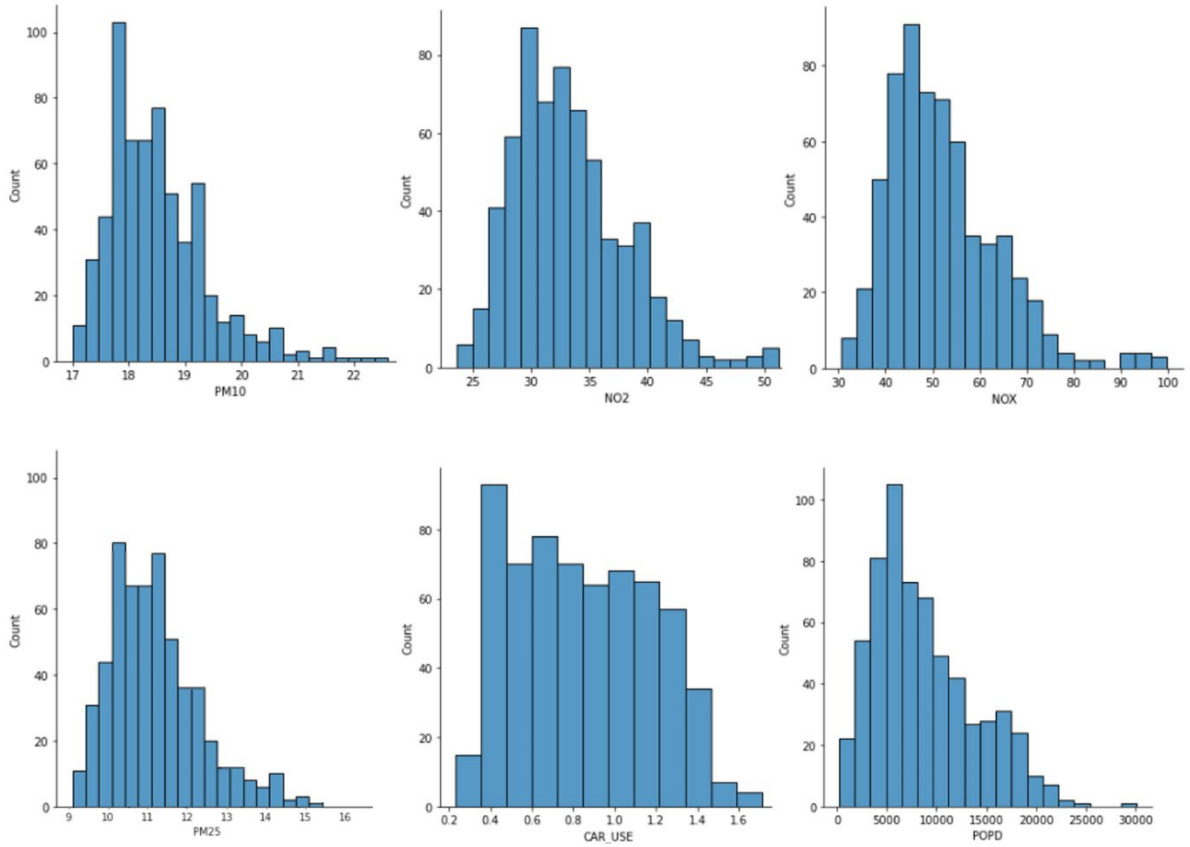 100
80
60
40
20
0
Count
17 18 19 20 21 22
PM10
80
60
40
20
0
Count
25 30 35 40 45 50
NO2
80
60
40
20
0
Count
30 40 50 60 70 80 90 100
NOX
100
80
60
40
20
0
Count
9 10 11 12 13 14 15 16
PM25
80
60
40
20
0
Count
0.2 0.4 0.6 0.8 1.0 1.2 1.4 1.6
CAR_USE
100
80
60
40
20
0
Count
0 5000 10000 15000 20000 25000 30000
POPD